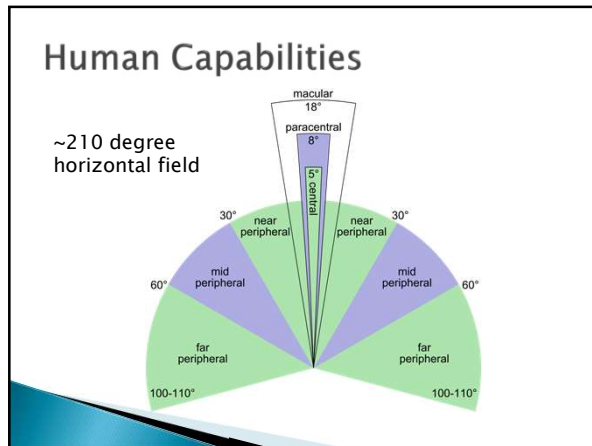 Human Capabilities
~210 degree
horizontal field
macular
18°
paracentral
8°
5°
central
30°
near
peripheral
near
peripheral
30°
60°
mid
peripheral
mid
peripheral
60°
far
peripheral
far
peripheral
100-110°
100-110°